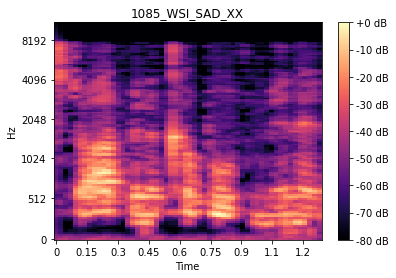 1085_WSI_SAD_XX
8192
4096
2048
1024
512
0
Hz
0 0.15 0.3 0.45 0.6 0.75 0.9 1.1 1.2
Time
+0 dB
-10 dB
-20 dB
-30 dB
-40 dB
-50 dB
-60 dB
-70 dB
-80 dB